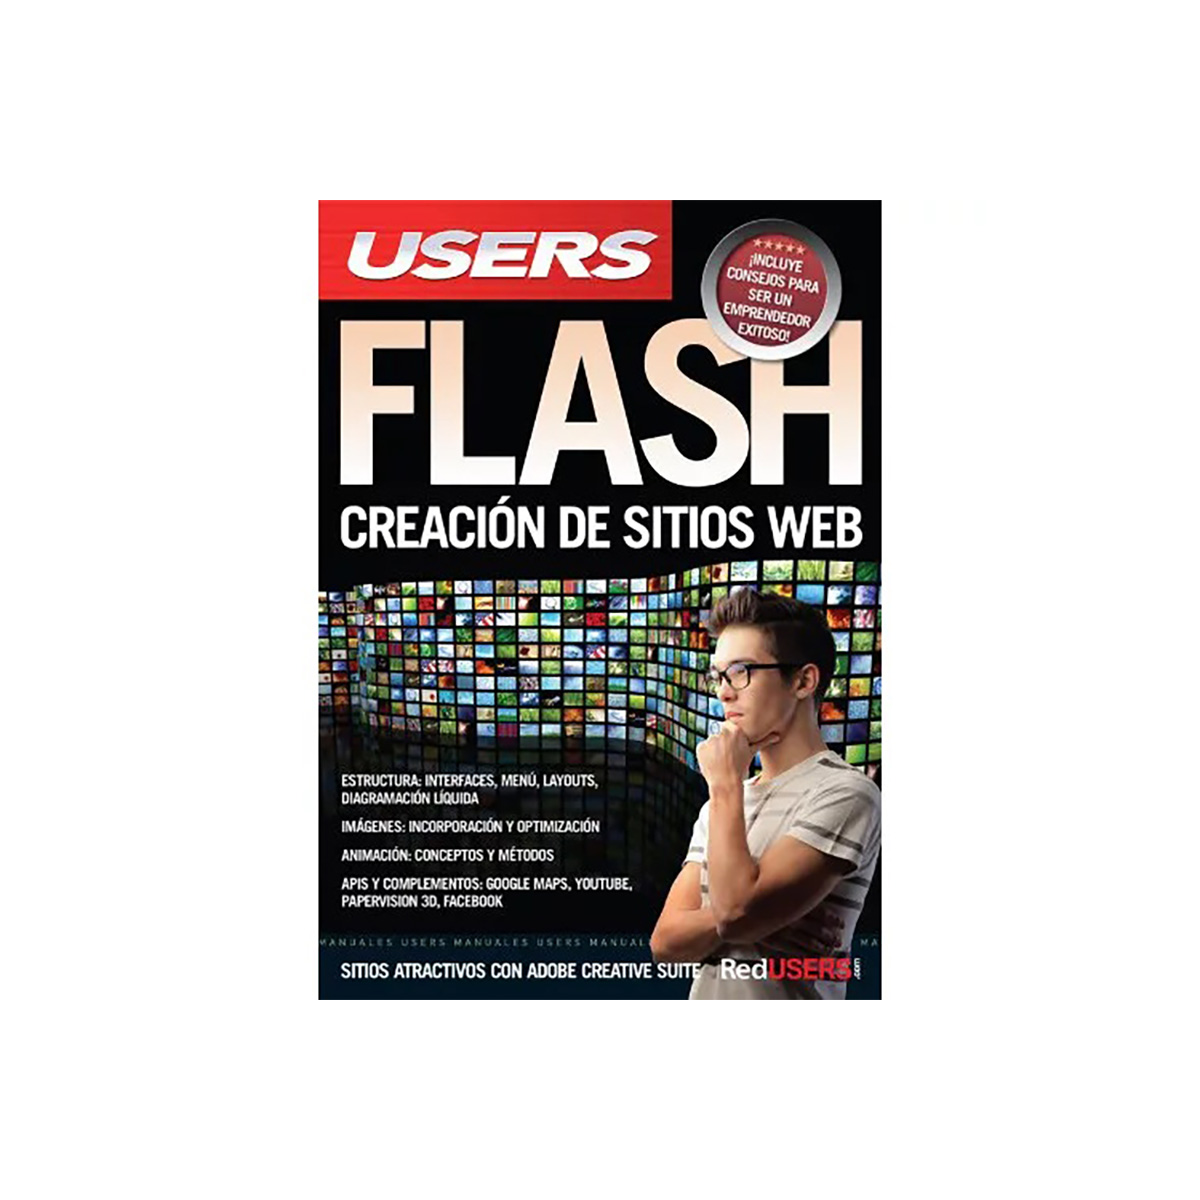 USERS
¡INCLUYE
CONSEJOS PARA
SER UN
EMPRENDEDOR
EXITOSO!
FLASH
CREACIÓN DE SITIOS WEB
ESTRUCTURA: INTERFACES, MENÚ, LAYOUTS,
DIAGRAMACIÓN LÍQUIDA
IMÁGENES: INCORPORACIÓN Y OPTIMIZACIÓN
ANIMACIÓN: CONCEPTOS Y MÉTODOS
APIS Y COMPLEMENTOS: GOOGLE MAPS, YOUTUBE,
PAPERVISION 3D, FACEBOOK
MANUALES USERS MANUALES USERS MANUAL MA
SITIOS ATRACTIVOS CON ADOBE CREATIVE SUITE
RedUSERS.com